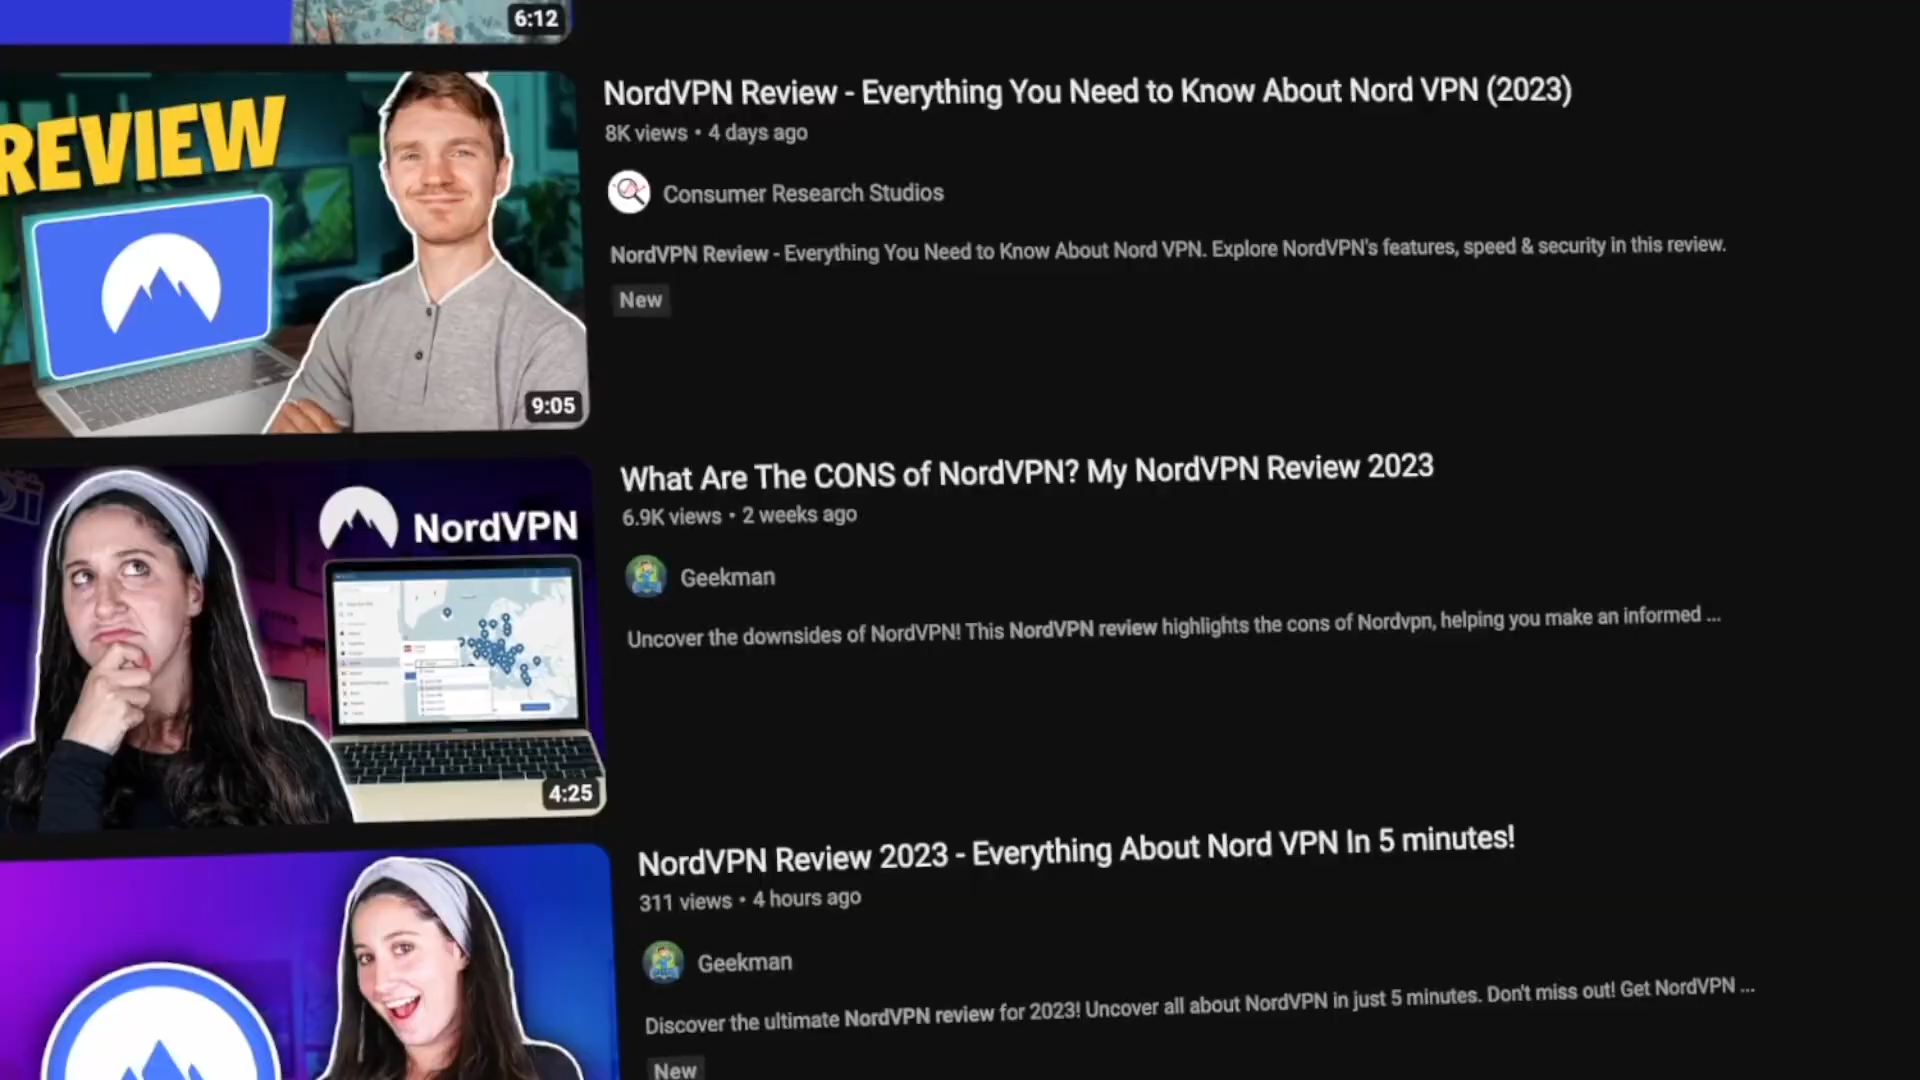 6:12
REVIEW
9:05
NordVPN Review - Everything You Need to Know About Nord VPN (2023)
8K views • 4 days ago
Consumer Research Studios
NordVPN Review - Everything You Need to Know About Nord VPN. Explore NordVPN's features, speed & security in this review.
New
NordVPN
4:25
What Are The CONS of NordVPN? My NordVPN Review 2023
6.9K views • 2 weeks ago
Geekman
Uncover the downsides of NordVPN! This NordVPN review highlights the cons of Nordvpn, helping you make an informed ...
NordVPN Review 2023 - Everything About Nord VPN In 5 minutes!
311 views • 4 hours ago
Geekman
Discover the ultimate NordVPN review for 2023! Uncover all about NordVPN in just 5 minutes. Don't miss out! Get NordVPN ...
New